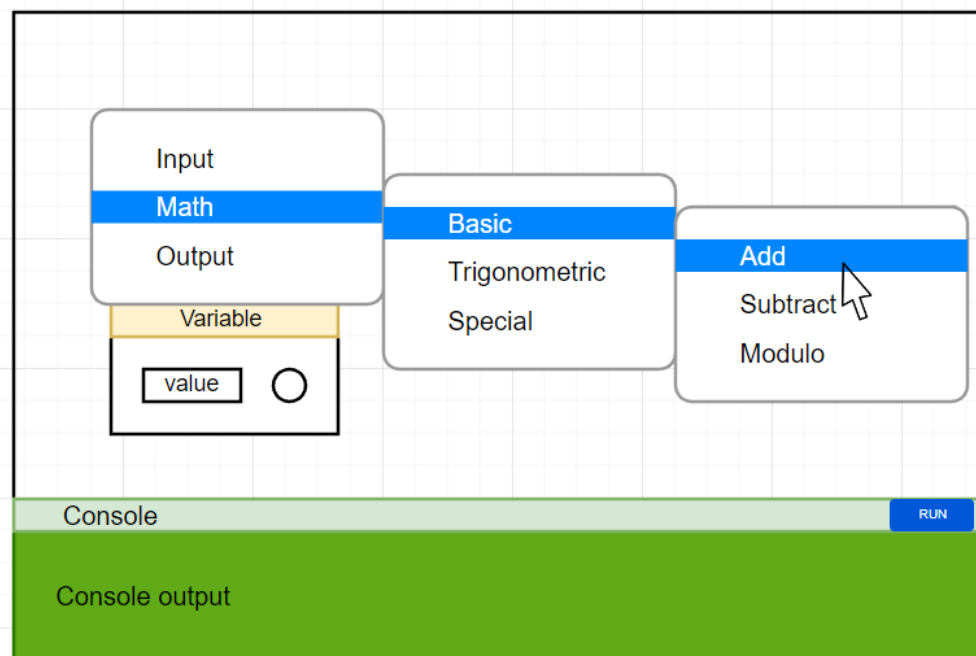 Input
Math
Output
Basic
Trigonometric
Special
Add
Subtract
Modulo
Variable
value
Console
RUN
Console output